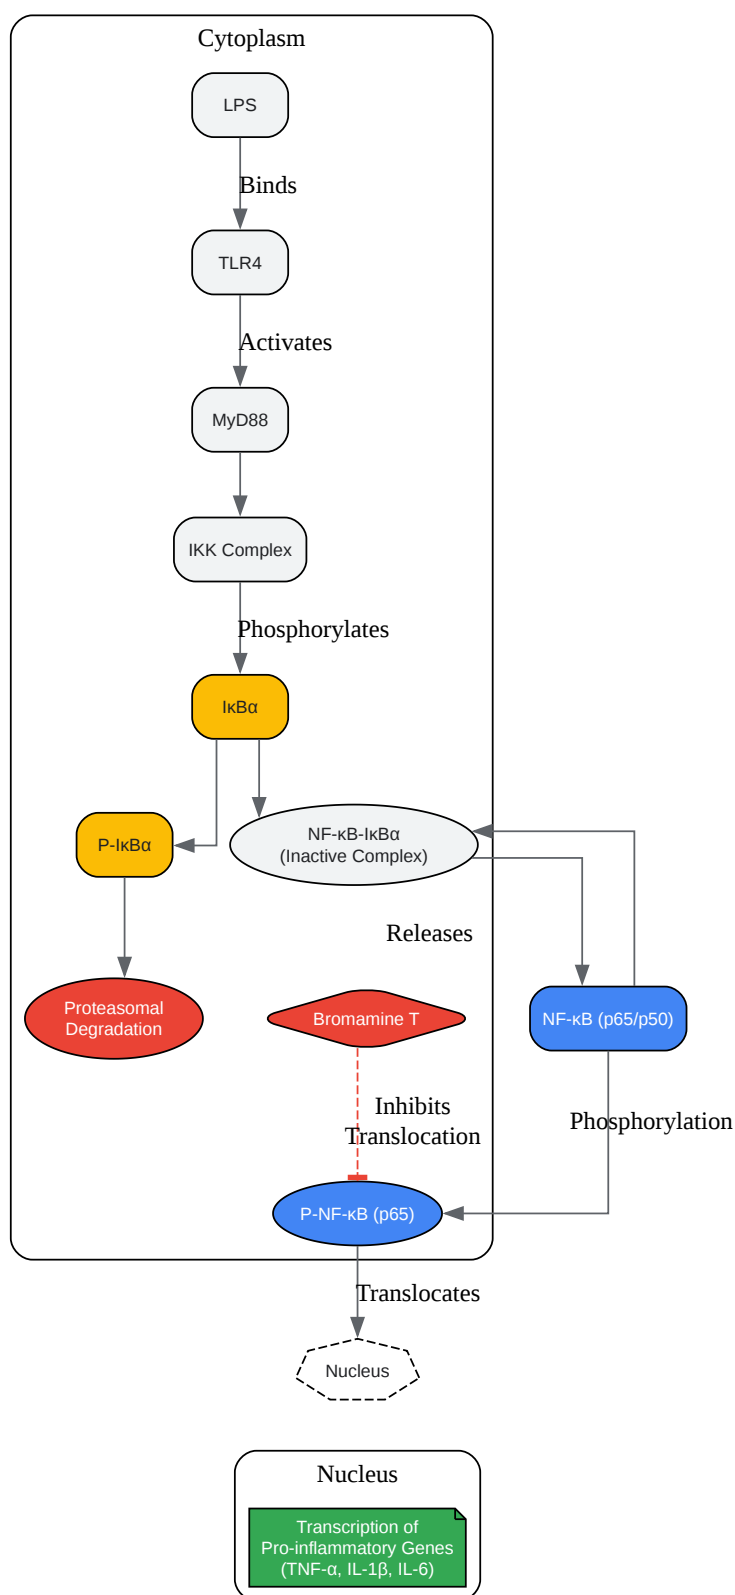 Cytoplasm
LPS
Binds
TLR4
Activates
MyD88
IKK Complex
Phosphorylates
IκBα
P-IκBα
NF-κB-IκBα
(Inactive Complex)
Releases
Proteasomal
Degradation
Bromamine T
NF-κB (p65/p50)
Inhibits
Translocation
Phosphorylation
P-NF-κB (p65)
Translocates
Nucleus
Nucleus
Transcription of
Pro-inflammatory Genes
(TNF-α, IL-1β, IL-6)